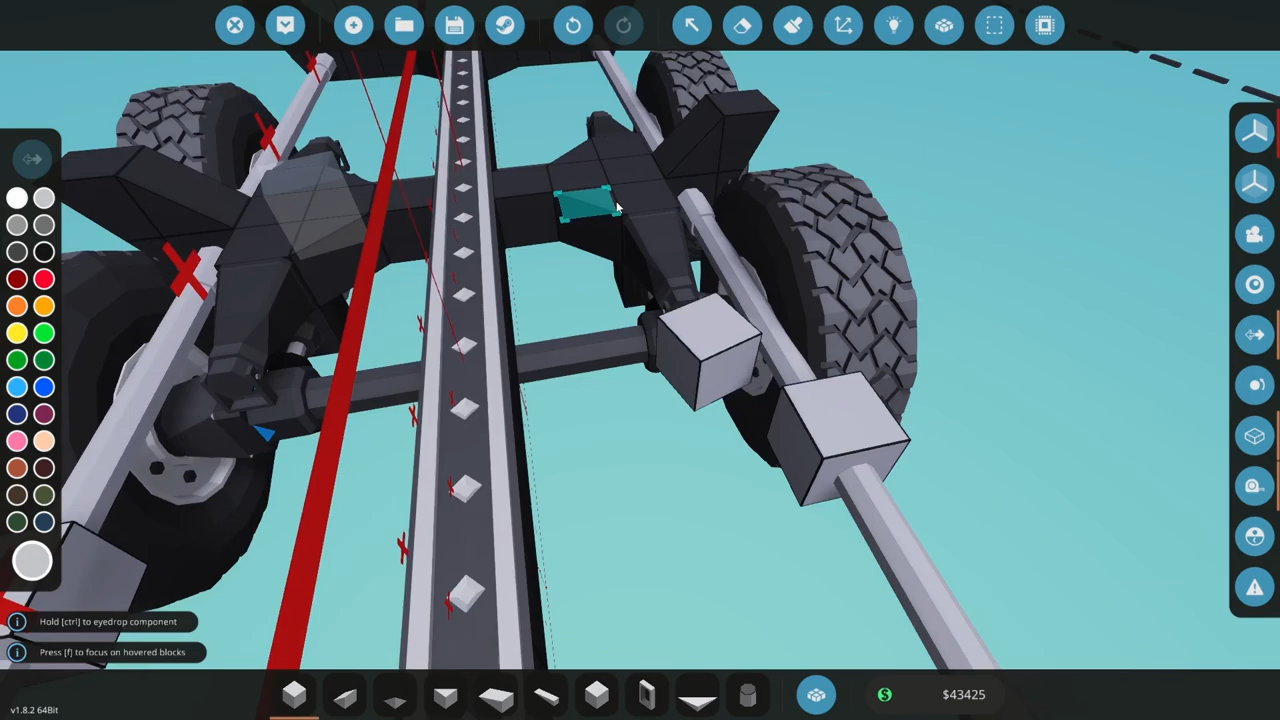 Hold [ctrl] to eyedrop component
Press [f] to focus on hovered blocks
$43425
v1.8.2 64Bit